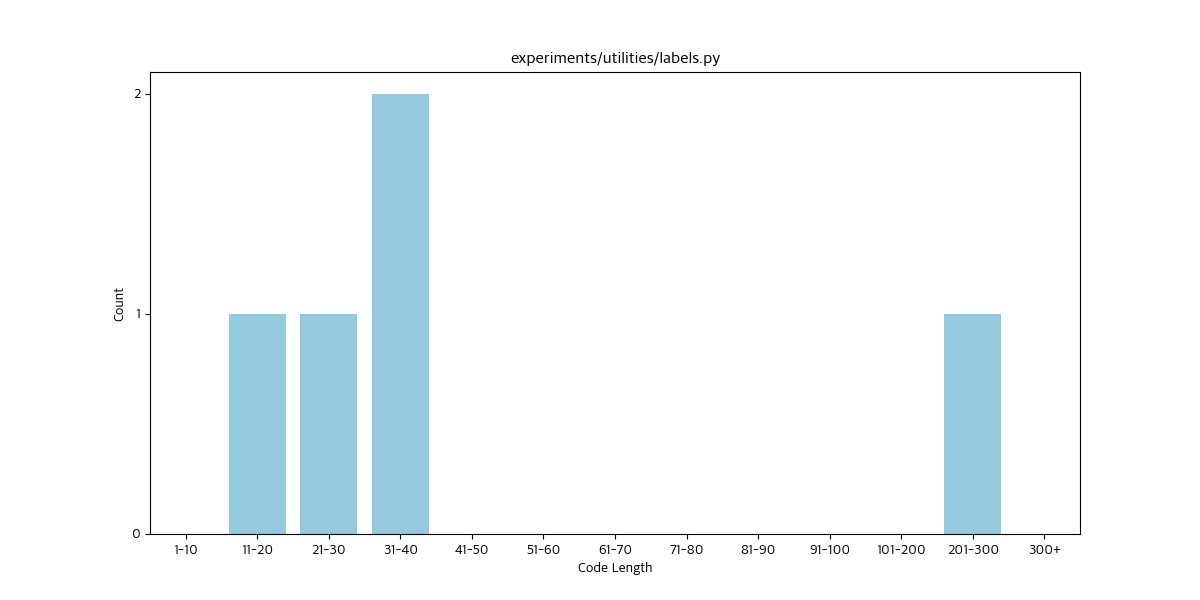 experiments/utilities/labels.py
2
1
0
Count
1-10 11-20 21-30 31-40 41-50 51-60 61-70 71-80 81-90 91-100 101-200 201-300 300+
Code Length